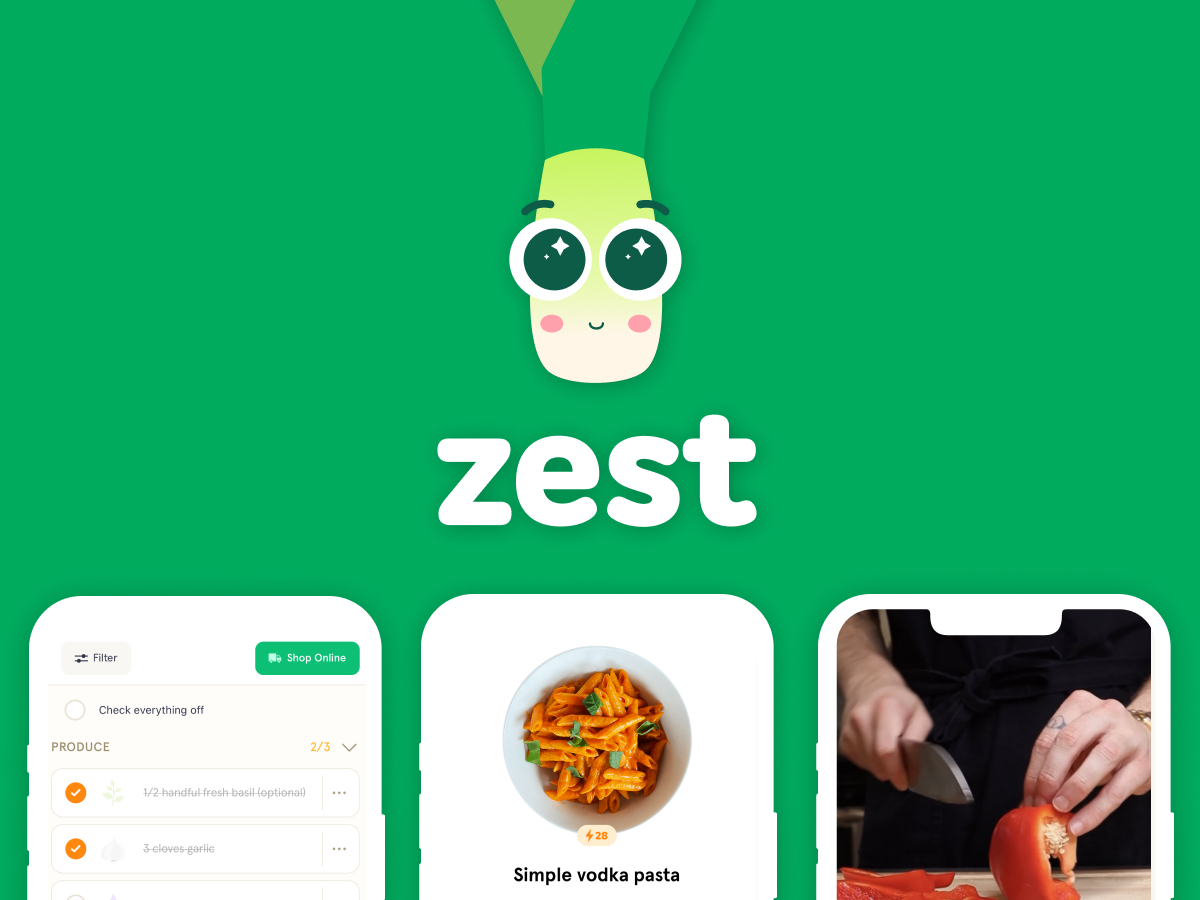 zest
Filter
Shop Online
Check everything off
PRODUCE 2/3
1/2 handful fresh basil (optional)
3 cloves garlic
28
Simple vodka pasta